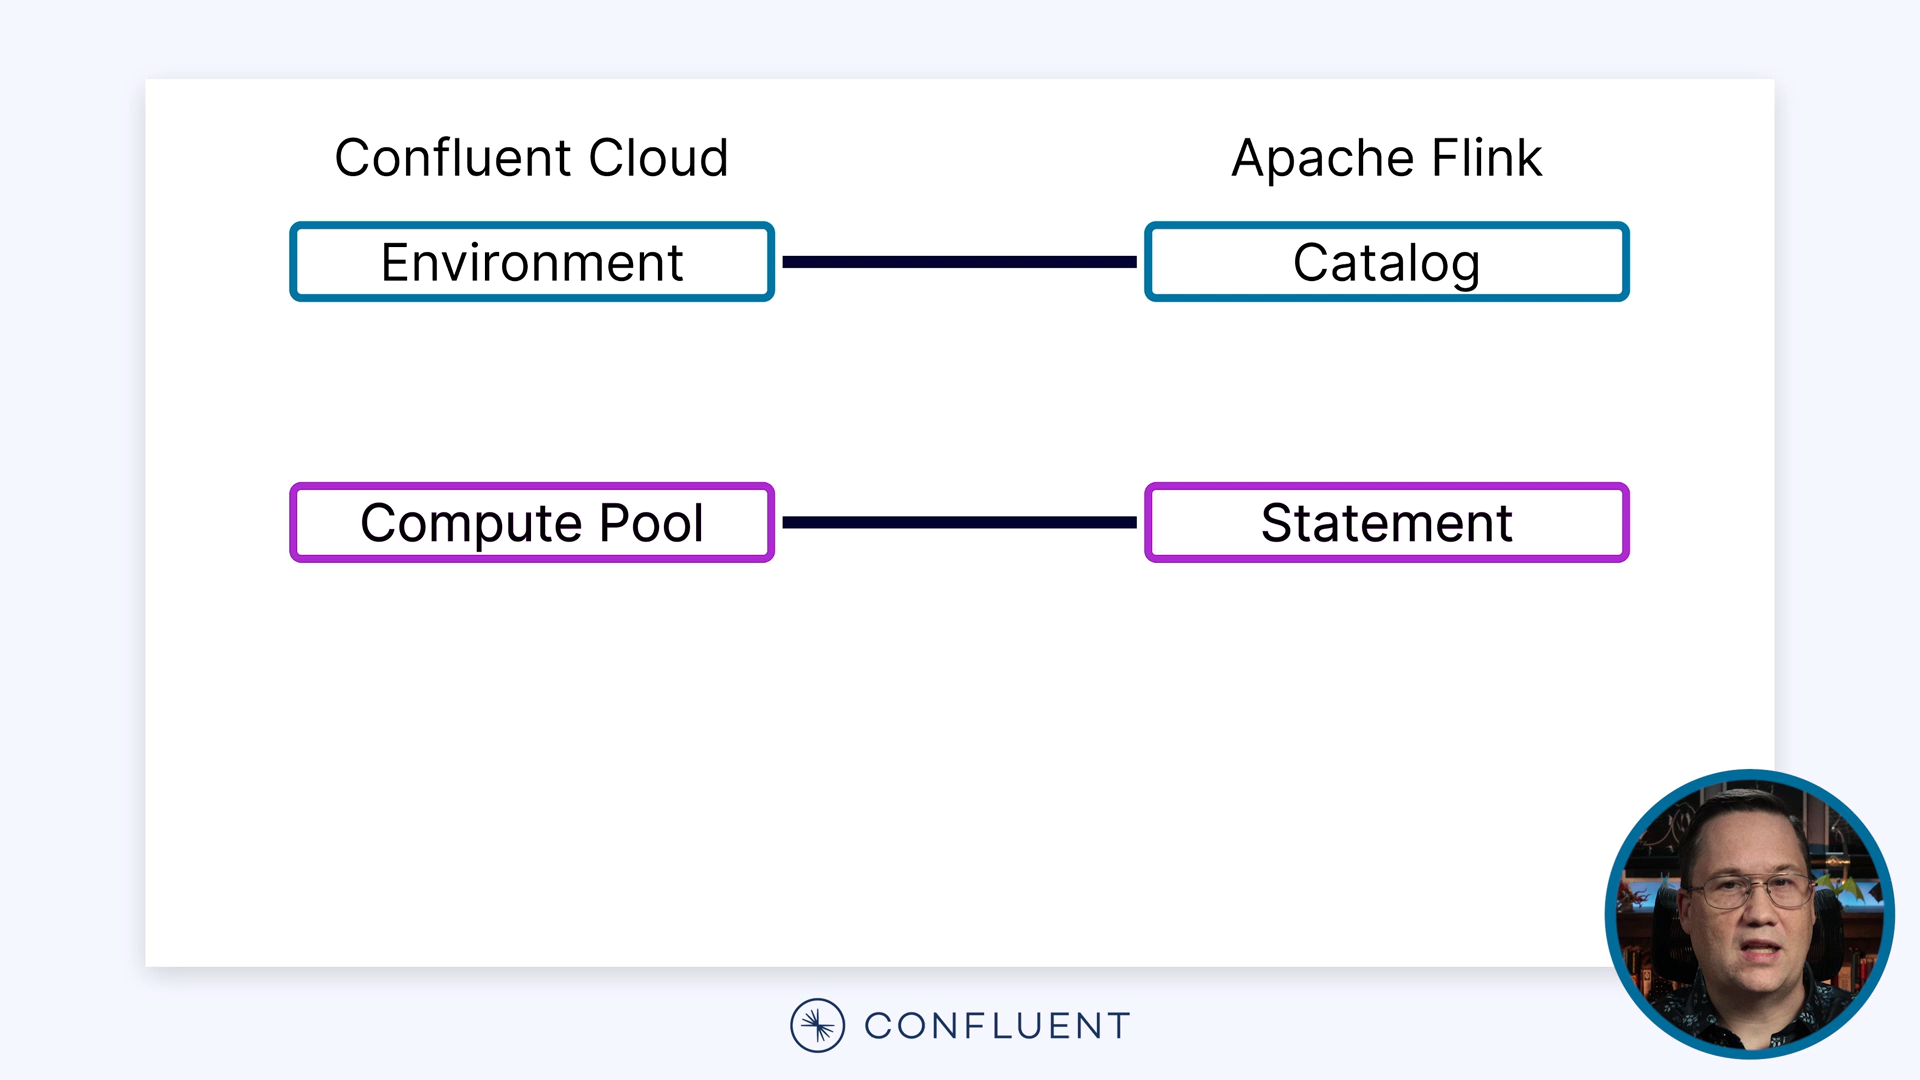 Confluent Cloud
Apache Flink
Environment
Catalog
Compute Pool
Statement
CONFLUENT